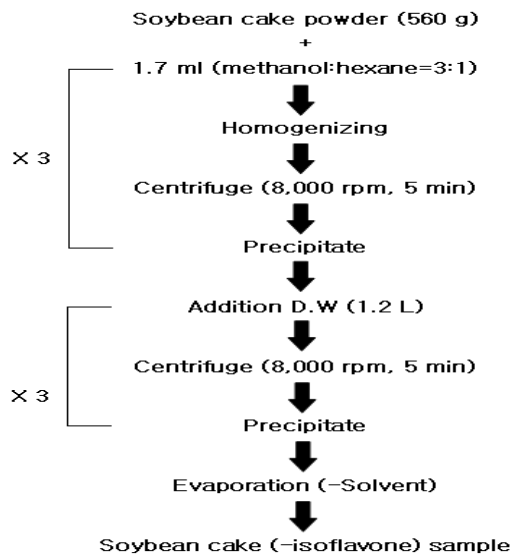 Soybean cake powder (560 g)
+
1.7 ml (methanol:hexane=3:1)
Homogenizing
X 3
Centrifuge (8,000 rpm, 5 min)
Precipitate
Addition D.W (1.2 L)
Centrifuge (8,000 rpm, 5 min)
X 3
Precipitate
Evaporation (-Solvent)
Soybean cake (-isoflavone) sample